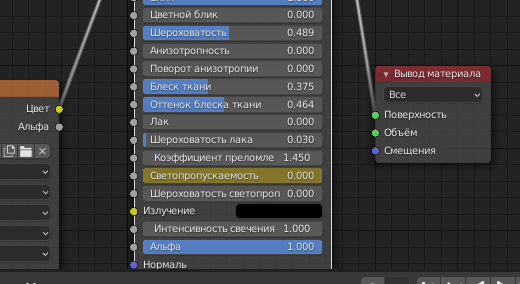 Цветной блик 0.000
Шероховатость 0.489
Анизотропность 0.000
Поворот анизотропии 0.000
Блеск ткани 0.375
Оттенок блеска ткани 0.464
Лак 0.000
Шероховатость лака 0.030
Коэффициент преломле 1.450
Светопропускаемость 0.000
Шероховатость светопроп 0.000
Излучение
Интенсивность свечения 1.000
Альфа 1.000
Нормаль
Цвет
Альфа
Вывод материала
Все
Поверхность
Объём
Смещения